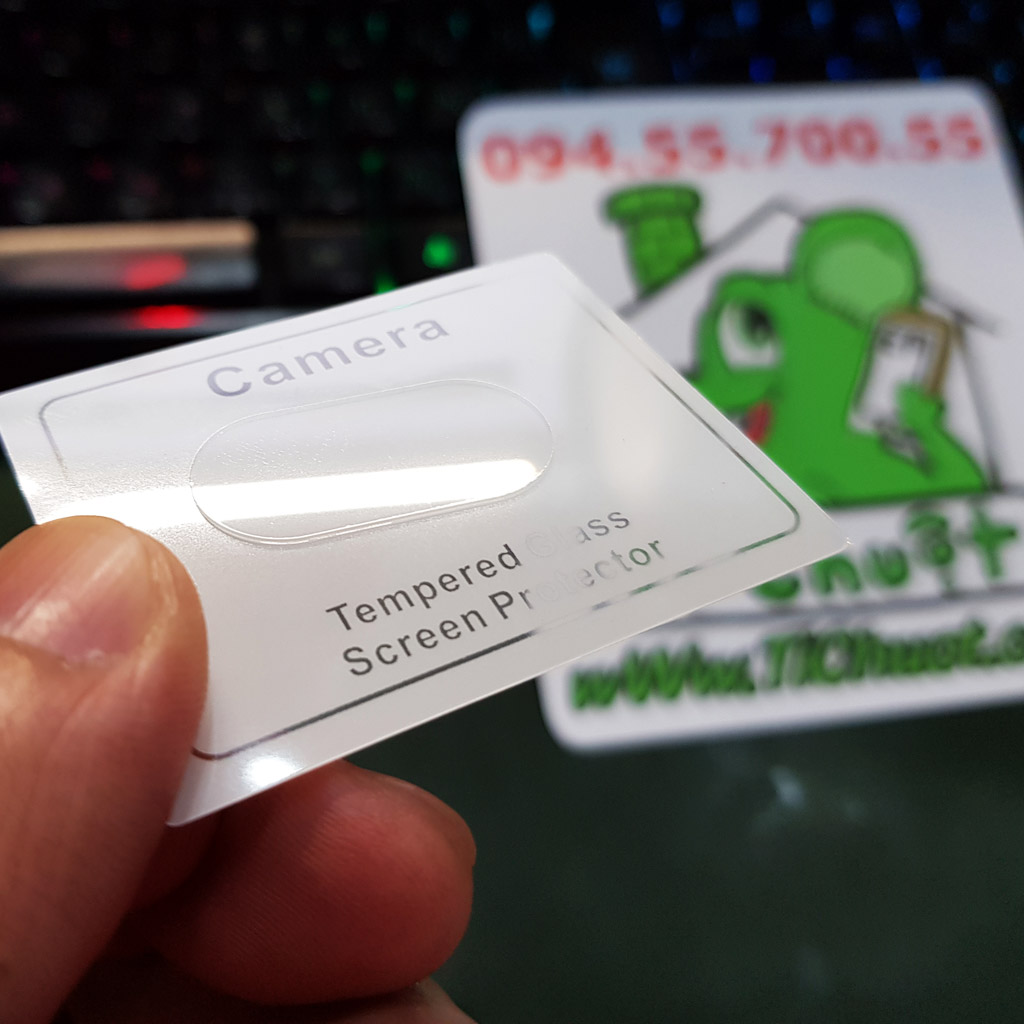 094.55.700.55
Camera
Tempered Glass
Screen Protector